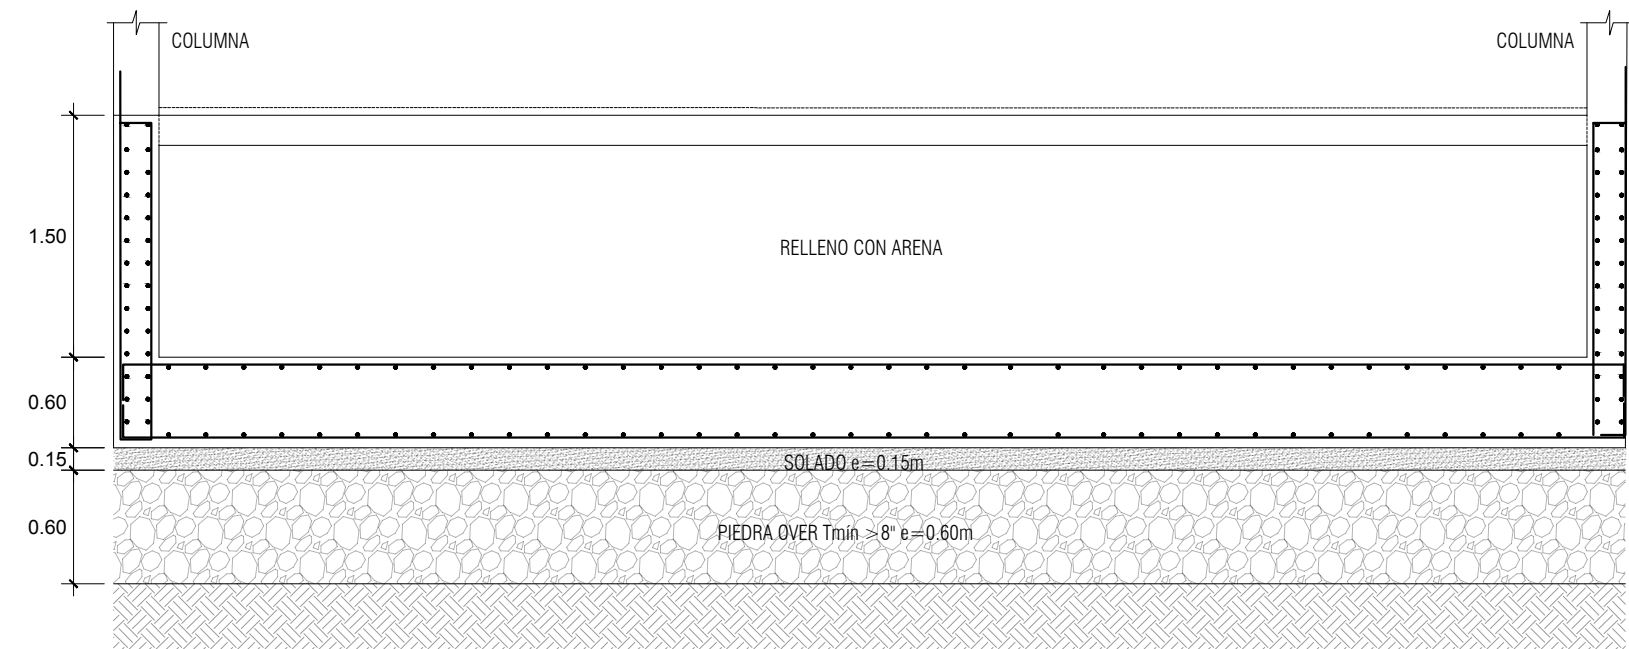 COLUMNA
COLUMNA
1.50
RELLENO CON ARENA
0.60
0.15
SOLADO e=0.15m
0.60
PIEDRA OVER Tmín >8" e=0.60m